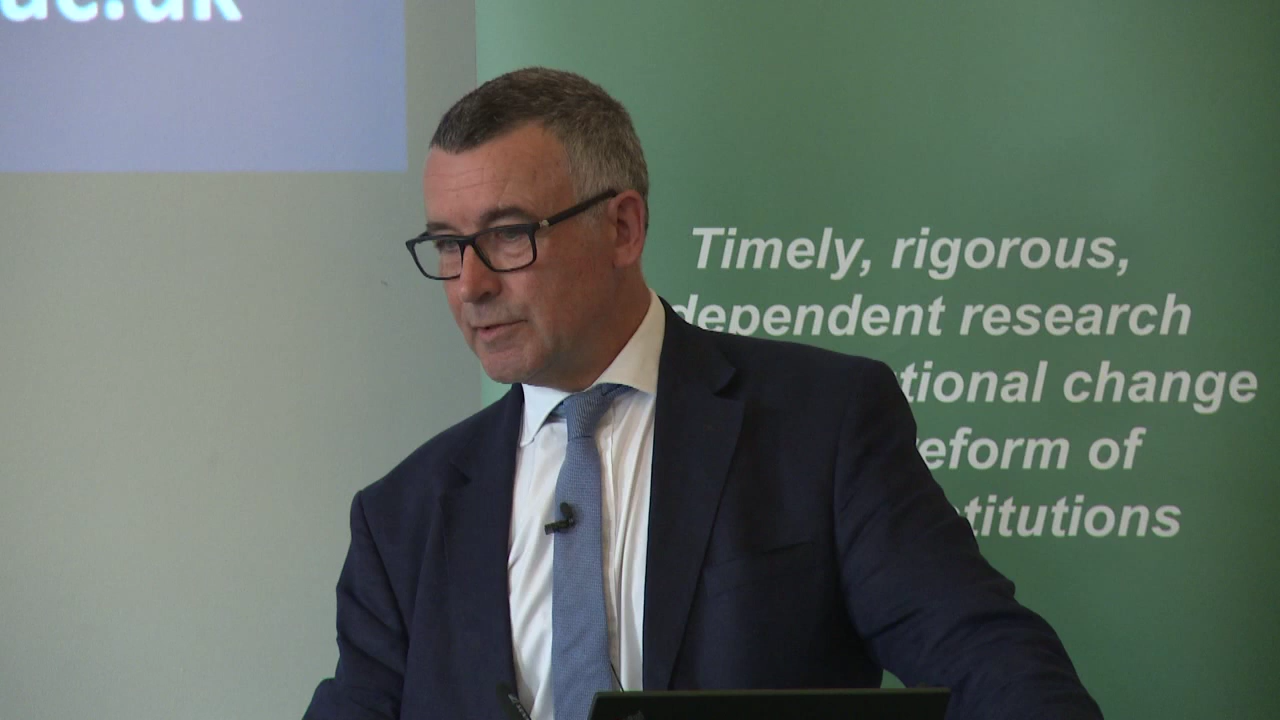 ac.uk
Timely, rigorous,
dependent research
tional change
eform of
titutions